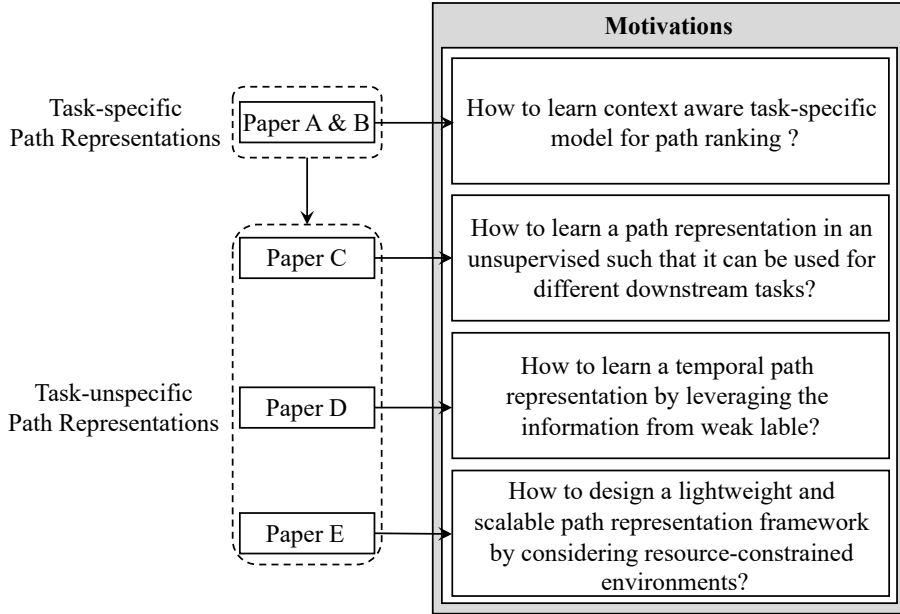 Motivations
Task-specific
Path Representations
Paper A & B
How to learn context aware task-specific
model for path ranking ?
Paper C
How to learn a path representation in an
unsupervised such that it can be used for
different downstream tasks?
Task-unspecific
Path Representations
Paper D
How to learn a temporal path
representation by leveraging the
information from weak lable?
Paper E
How to design a lightweight and
scalable path representation framework
by considering resource-constrained
environments?